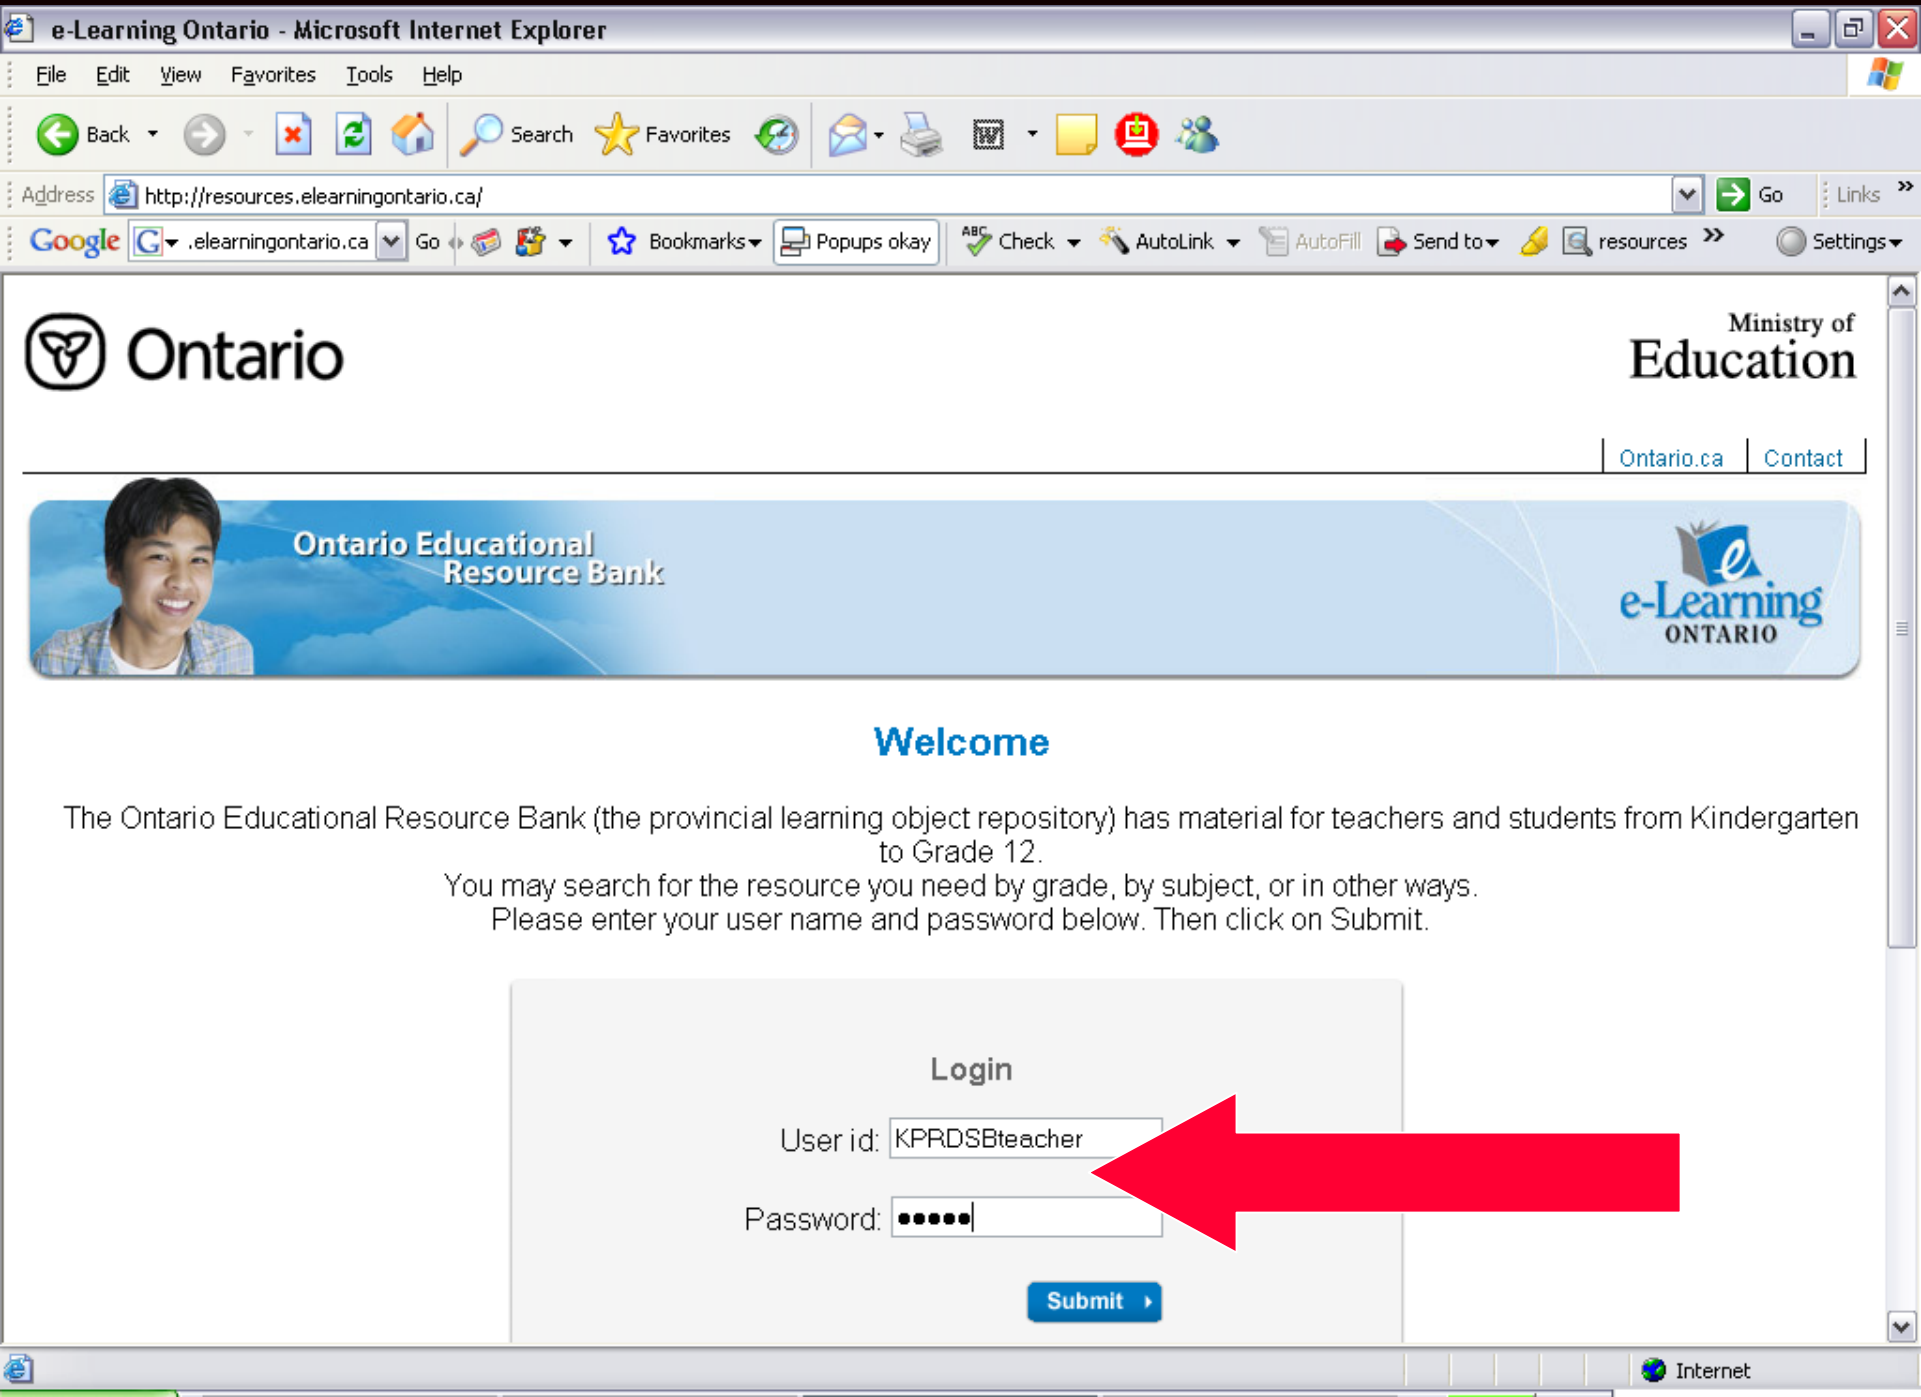 e-Learning Ontario - Microsoft Internet Explorer
File Edit View Favorites Tools Help
Back Search Favorites
Address http://resources.elearningontario.ca/ Go Links »
Google G .elearningontario.ca Go Bookmarks Popups okay ABC Check AutoLink AutoFill Send to resources » Settings
Ontario
Ministry of
Education
Ontario.ca Contact
Ontario Educational
Resource Bank
e
e-Learning
ONTARIO
Welcome
The Ontario Educational Resource Bank (the provincial learning object repository) has material for teachers and students from Kindergarten
to Grade 12.
You may search for the resource you need by grade, by subject, or in other ways.
Please enter your user name and password below. Then click on Submit.
Login
User id: KPRDSBteacher
Password: •••••
Submit
Internet